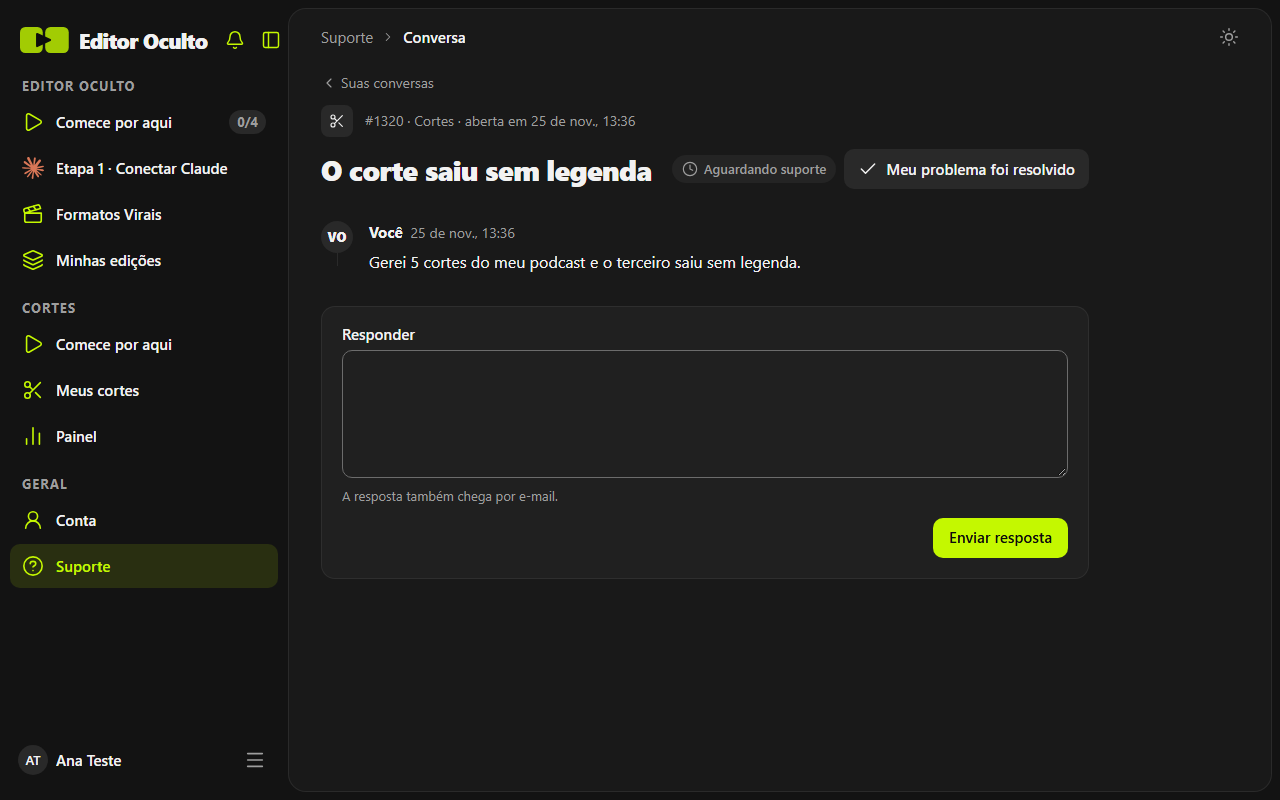 Editor Oculto
EDITOR OCULTO
Comece por aqui 0/4
Etapa 1 · Conectar Claude
Formatos Virais
Minhas edições
CORTES
Comece por aqui
Meus cortes
Painel
GERAL
Conta
Suporte
AT Ana Teste
Suporte Conversa
Suas conversas
#1320 · Cortes · aberta em 25 de nov., 13:36
O corte saiu sem legenda Aguardando suporte Meu problema foi resolvido
VO Você 25 de nov., 13:36
Gerei 5 cortes do meu podcast e o terceiro saiu sem legenda.
Responder
A resposta também chega por e-mail.
Enviar resposta